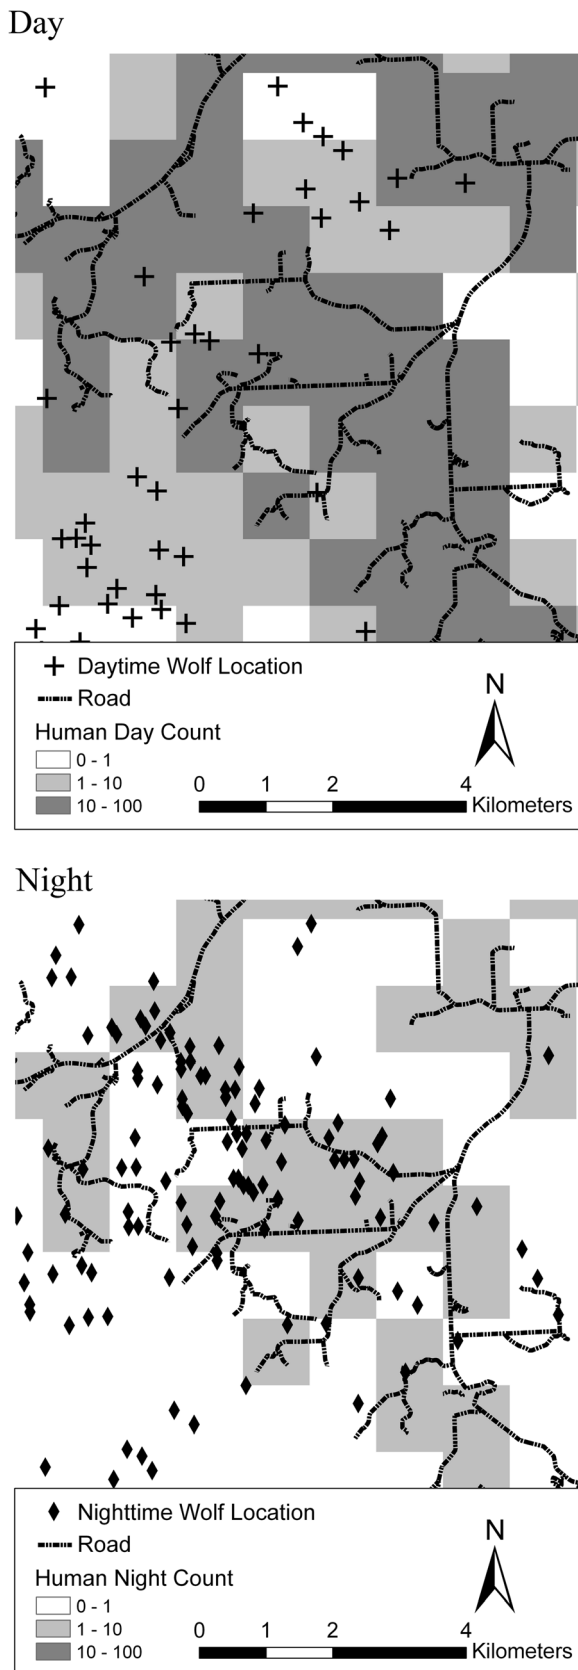 Day
Daytime Wolf Location
Road
N
Human Day Count
0 - 1
1 - 10
10 - 100
0 2 4
Kilometers
Night
Nighttime Wolf Location
Road
N
Human Night Count
0 - 1
1 - 10
10 - 100
0 1 2 4
Kilometers